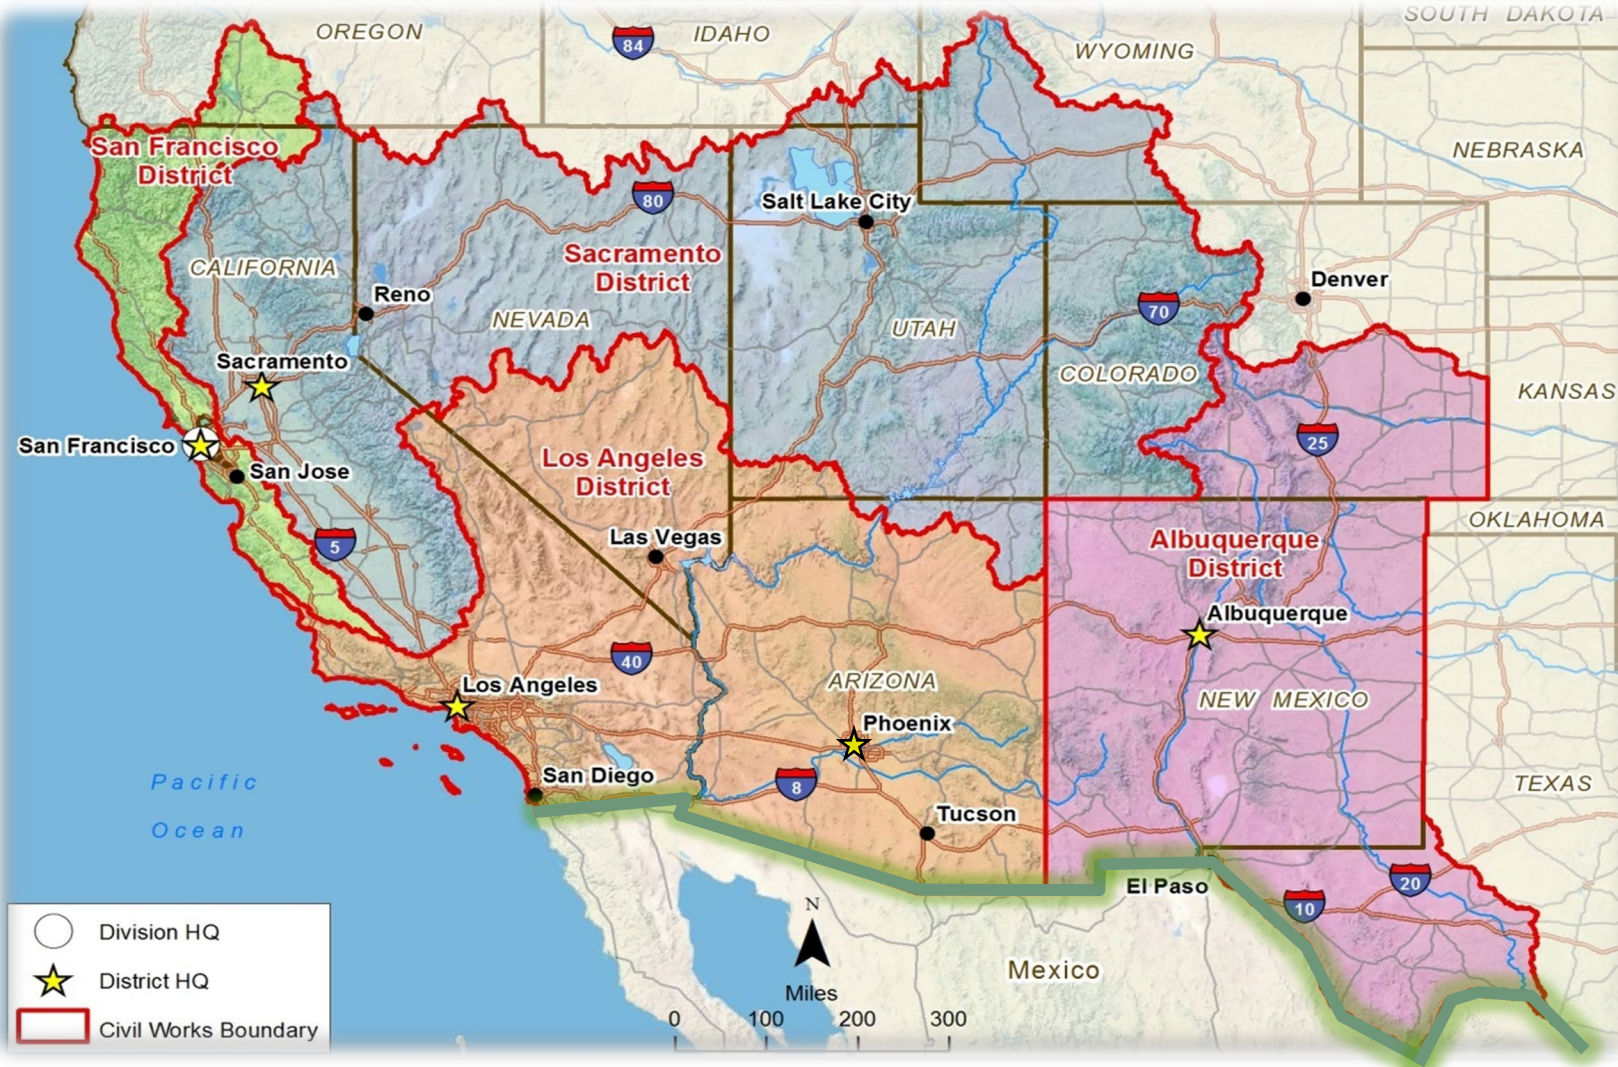 SOUTH DAKOTA
OREGON
84
IDAHO
WYOMING
San Francisco
District
NEBRASKA
80
Salt Lake City
Sacramento
District
CALIFORNIA
Reno
NEVADA
UTAH
70
Denver
Sacramento
COLORADO
KANSAS
25
San Francisco
San Jose
Los Angeles
District
5
Las Vegas
OKLAHOMA
Albuquerque
District
Albuquerque
40
Los Angeles
ARIZONA
NEW MEXICO
Phoenix
San Diego
8
TEXAS
Pacific
Ocean
Tucson
El Paso
20
10
N
Mexico
Miles
0 100 200 300
Division HQ
District HQ
Civil Works Boundary